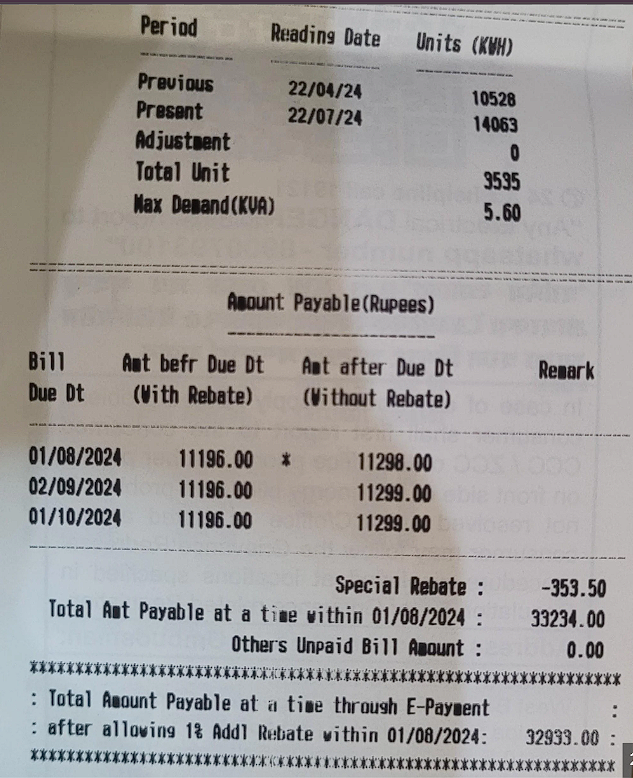 Period Reading Date Units (KWH)
Previous 22/04/24 10528
Present 22/07/24 14063
Adjustment 0
Total Unit 3535
Max Demand(KVA) 5.60
Amount Payable(Rupees)
Bill Amt befr Due Dt Amt after Due Dt Remark
Due Dt (With Rebate) (Without Rebate)
01/08/2024 11196.00 * 11298.00
02/09/2024 11196.00 11299.00
01/10/2024 11196.00 11299.00
Special Rebate : -353.50
Total Amt Payable at a time within 01/08/2024 : 33234.00
Others Unpaid Bill Amount : 0.00
: Total Amount Payable at a time through E-Payment :
: after allowing 1% Addl Rebate within 01/08/2024: 32933.00 :